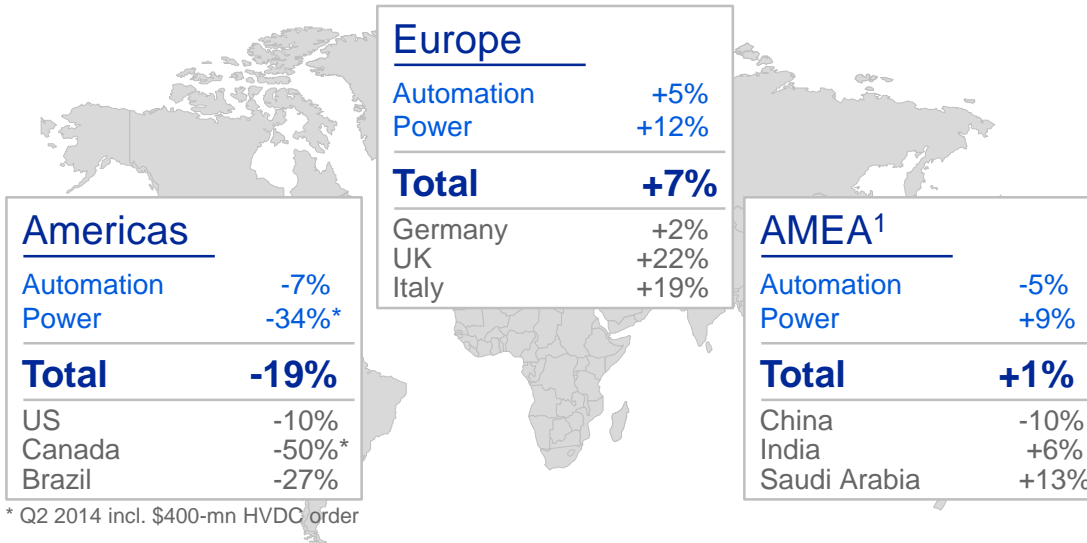 Europe
Automation +5%
Power +12%
Total +7%
Germany +2%
UK +22%
Italy +19%
Americas
Automation -7%
Power -34%*
Total -19%
US -10%
Canada -50%*
Brazil -27%
* Q2 2014 incl. $400-mn HVDC order
AMEA¹
Automation -5%
Power +9%
Total +1%
China -10%
India +6%
Saudi Arabia +13%